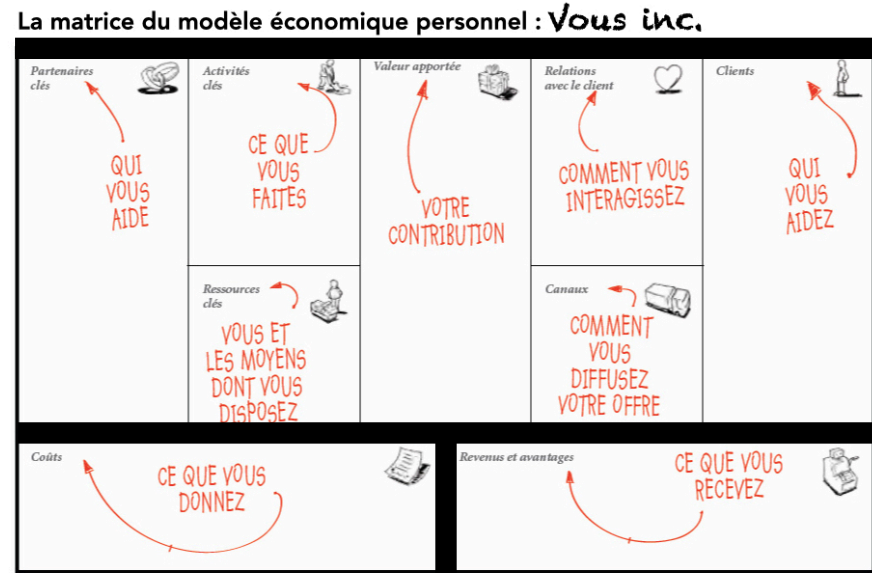 La matrice du modèle économique personnel : Vous inc.
Partenaires
clés
QUI
VOUS
AIDE
Activités
clés
CE QUE
VOUS
FAITES
Valeur apportée
VOTRE
CONTRIBUTION
Relations
avec le client
COMMENT VOUS
INTERAGISSEZ
Clients
QUI
VOUS
AIDEZ
Ressources
clés
VOUS ET
LES MOYENS
DONT VOUS
DISPOSEZ
Canaux
COMMENT
VOUS
DIFFUSEZ
VOTRE OFFRE
Coûts
CE QUE VOUS
DONNEZ
Revenus et avantages
CE QUE VOUS
RECEVEZ